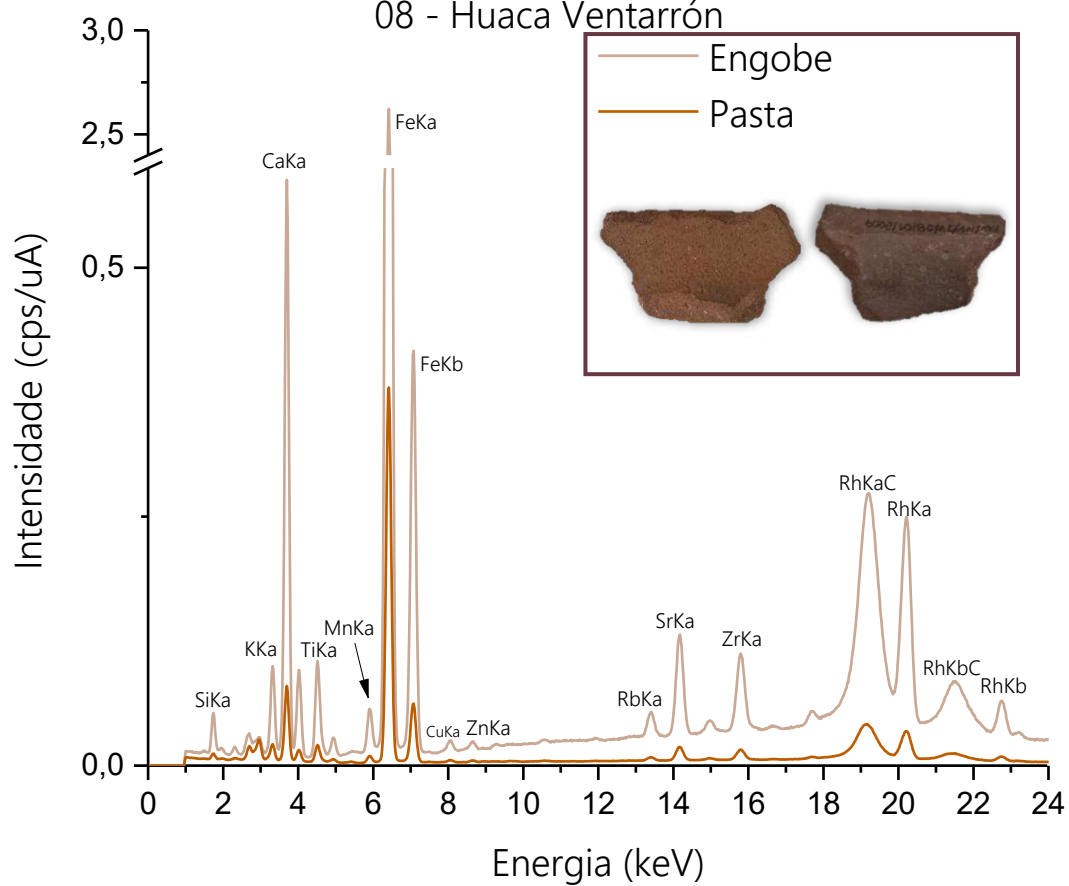 08 - Huaca Ventarrón
3,0
2,5
0,5
0,0
Intensidade (cps/uA)
Engobe
Pasta
FeKa
CaKa
FeKb
MnKa
KKa
TiKa
SiKa
CuKa
ZnKa
RbKa
SrKa
ZrKa
RhKaC
RhKa
RhKbC
RhKb
0 2 4 6 8 10 12 14 16 18 20 22 24
Energia (keV)